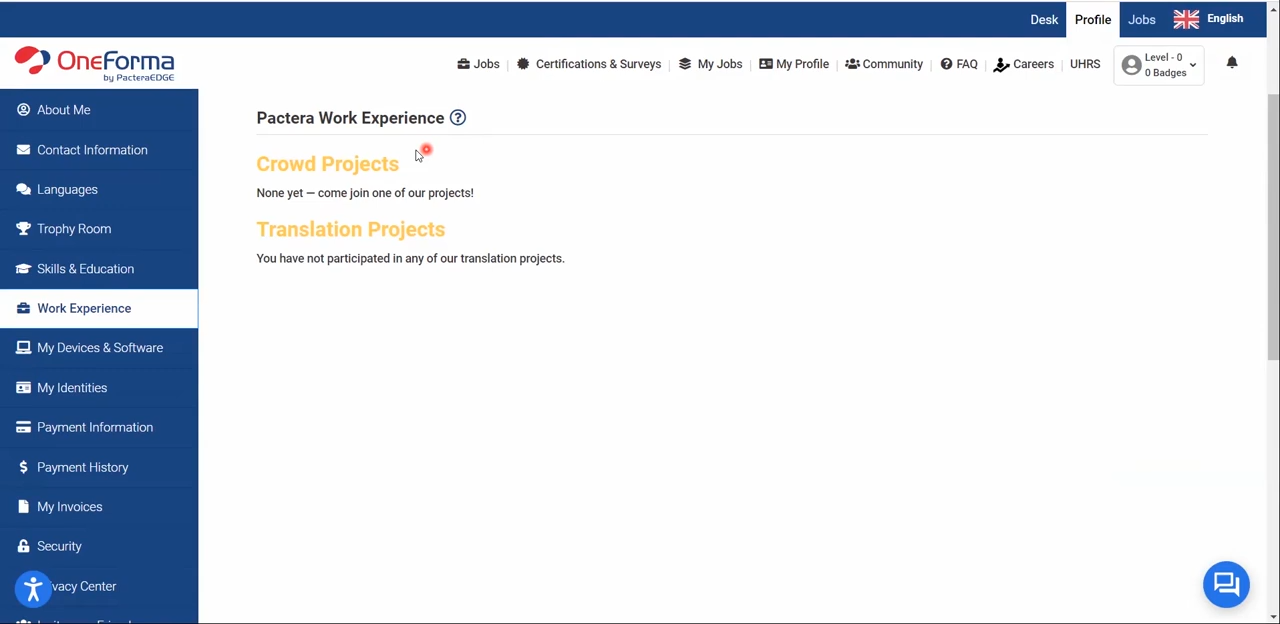 Desk Profile Jobs English
OneForma
by PacteraEDGE
Jobs Certifications & Surveys My Jobs My Profile Community FAQ Careers UHRS
Level - 0
0 Badges
About Me
Contact Information
Languages
Trophy Room
Skills & Education
Work Experience
My Devices & Software
My Identities
Payment Information
Payment History
My Invoices
Security
vacy Center
Pactera Work Experience
Crowd Projects
None yet — come join one of our projects!
Translation Projects
You have not participated in any of our translation projects.